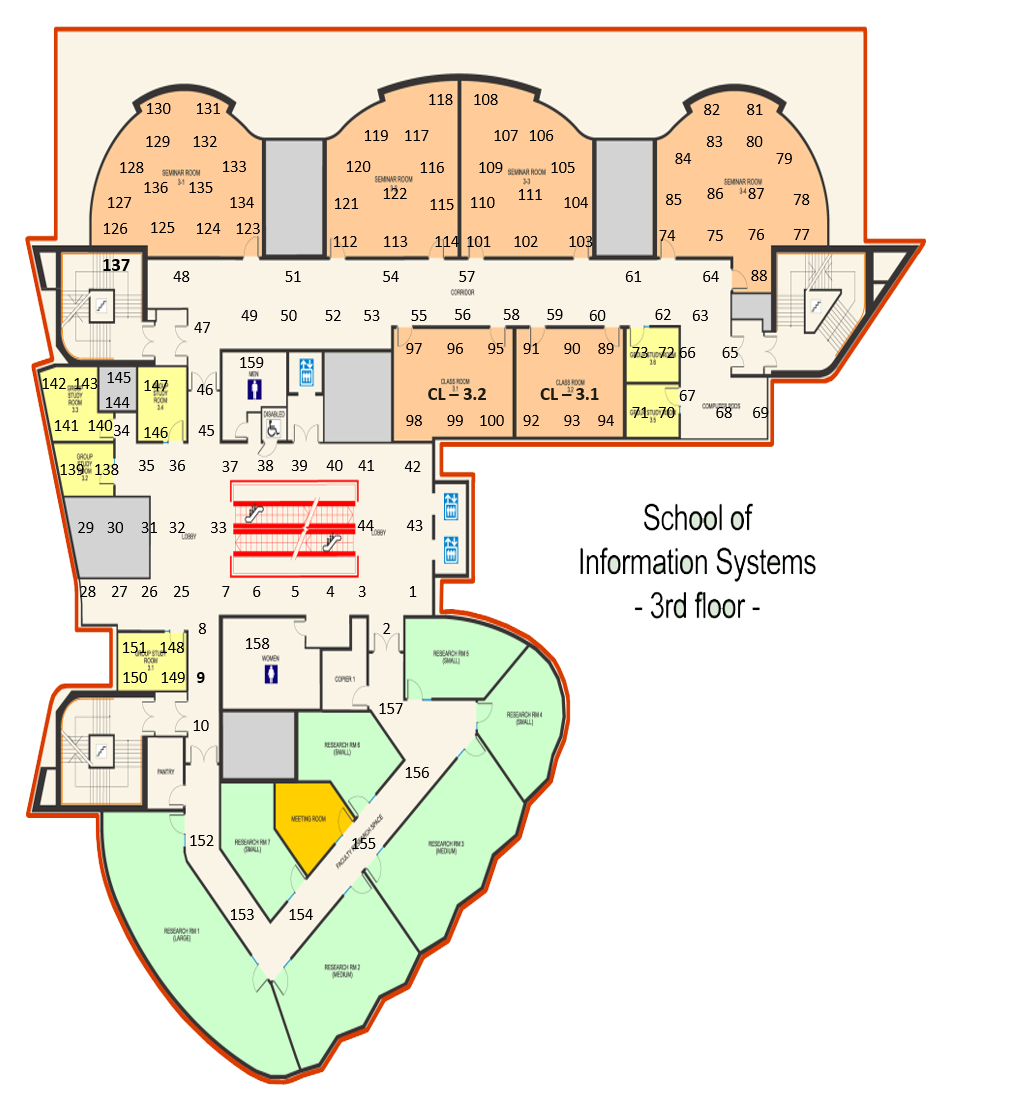 118 108
130 131 82 81
119 117 107 106
129 132 83 80
128 133 120 116 109 105 84 79
SEMINAR ROOM
3-1
SEMINAR ROOM
SEMINAR ROOM
3-3
SEMINAR ROOM
3-4
136 135 122 111 86 87
127 134 121 115 110 104 85 78
126 125 124 123 112 113 114 101 102 103 74 75 76 77
137 48 51 54 57 61 64 88
CORRIDOR
47 49 50 52 53 55 56 58 59 60 62 63
97 96 95 91 90 89 73 72 66 65
159
MEN
142 143 145 147 46
144
GROUP
STUDY
ROOM
3.3
STUDY
ROOM
3.4
CLASS ROOM
3.1
CL – 3.2
CLASS ROOM
3.2
CL – 3.1
3.6
67
DISABLED
COMPUTER PODS
141 140 34 146 45 98 99 100 92 93 94 71 70 68 69
3.5
139 138 35 36 37 38 39 40 41 42
GROUP
STUDY
ROOM
3.2
29 30 31 32 33 44 43
LOBBY
LOBBY
School of
Information Systems
- 3rd floor -
28 27 26 25 7 6 5 4 3 1
8 2
151 148 158
GROUP STUDY
ROOM
3.1
WOMEN
RESEARCH RM 5
(SMALL)
150 149 9
COPIER 1
157
10
RESEARCH RM 4
(SMALL)
RESEARCH RM 6
(SMALL)
PANTRY
156
MEETING ROOM
152 155
FACULTY RESEARCH SPACE
RESEARCH RM 7
(SMALL)
RESEARCH RM 3
(MEDIUM)
153 154
RESEARCH RM 1
(LARGE)
RESEARCH RM 2
(MEDIUM)